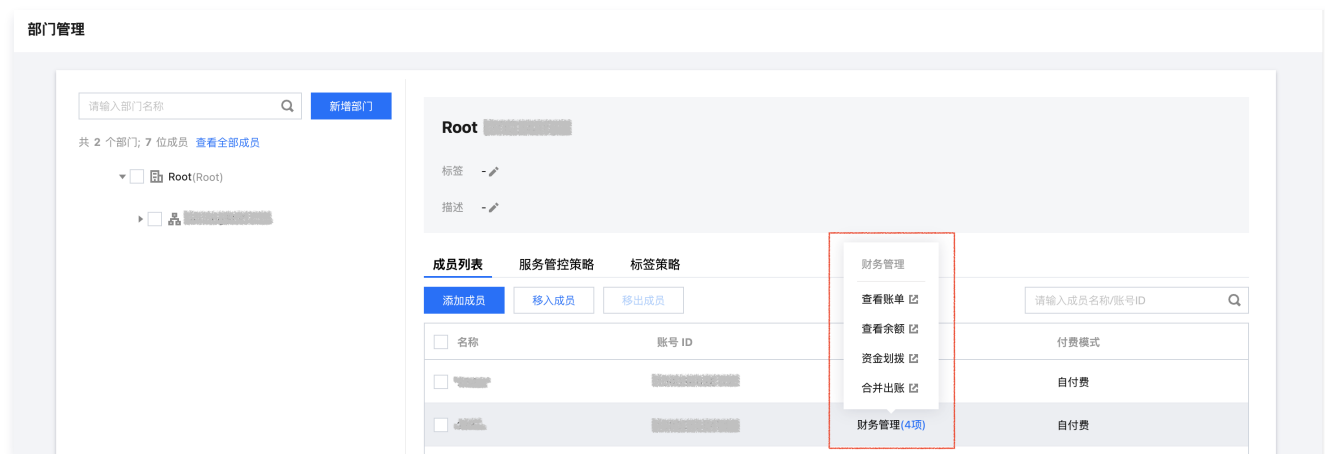 部门管理
请输入部门名称
新增部门
共 2 个部门; 7 位成员 查看全部成员
Root(Root)
Root
标签 -
描述 -
成员列表 服务管控策略 标签策略
添加成员 移入成员 移出成员
请输入成员名称/账号ID
财务管理
查看账单
查看余额
资金划拨
合并出账
名称 账号 ID 付费模式
自付费
财务管理(4项) 自付费